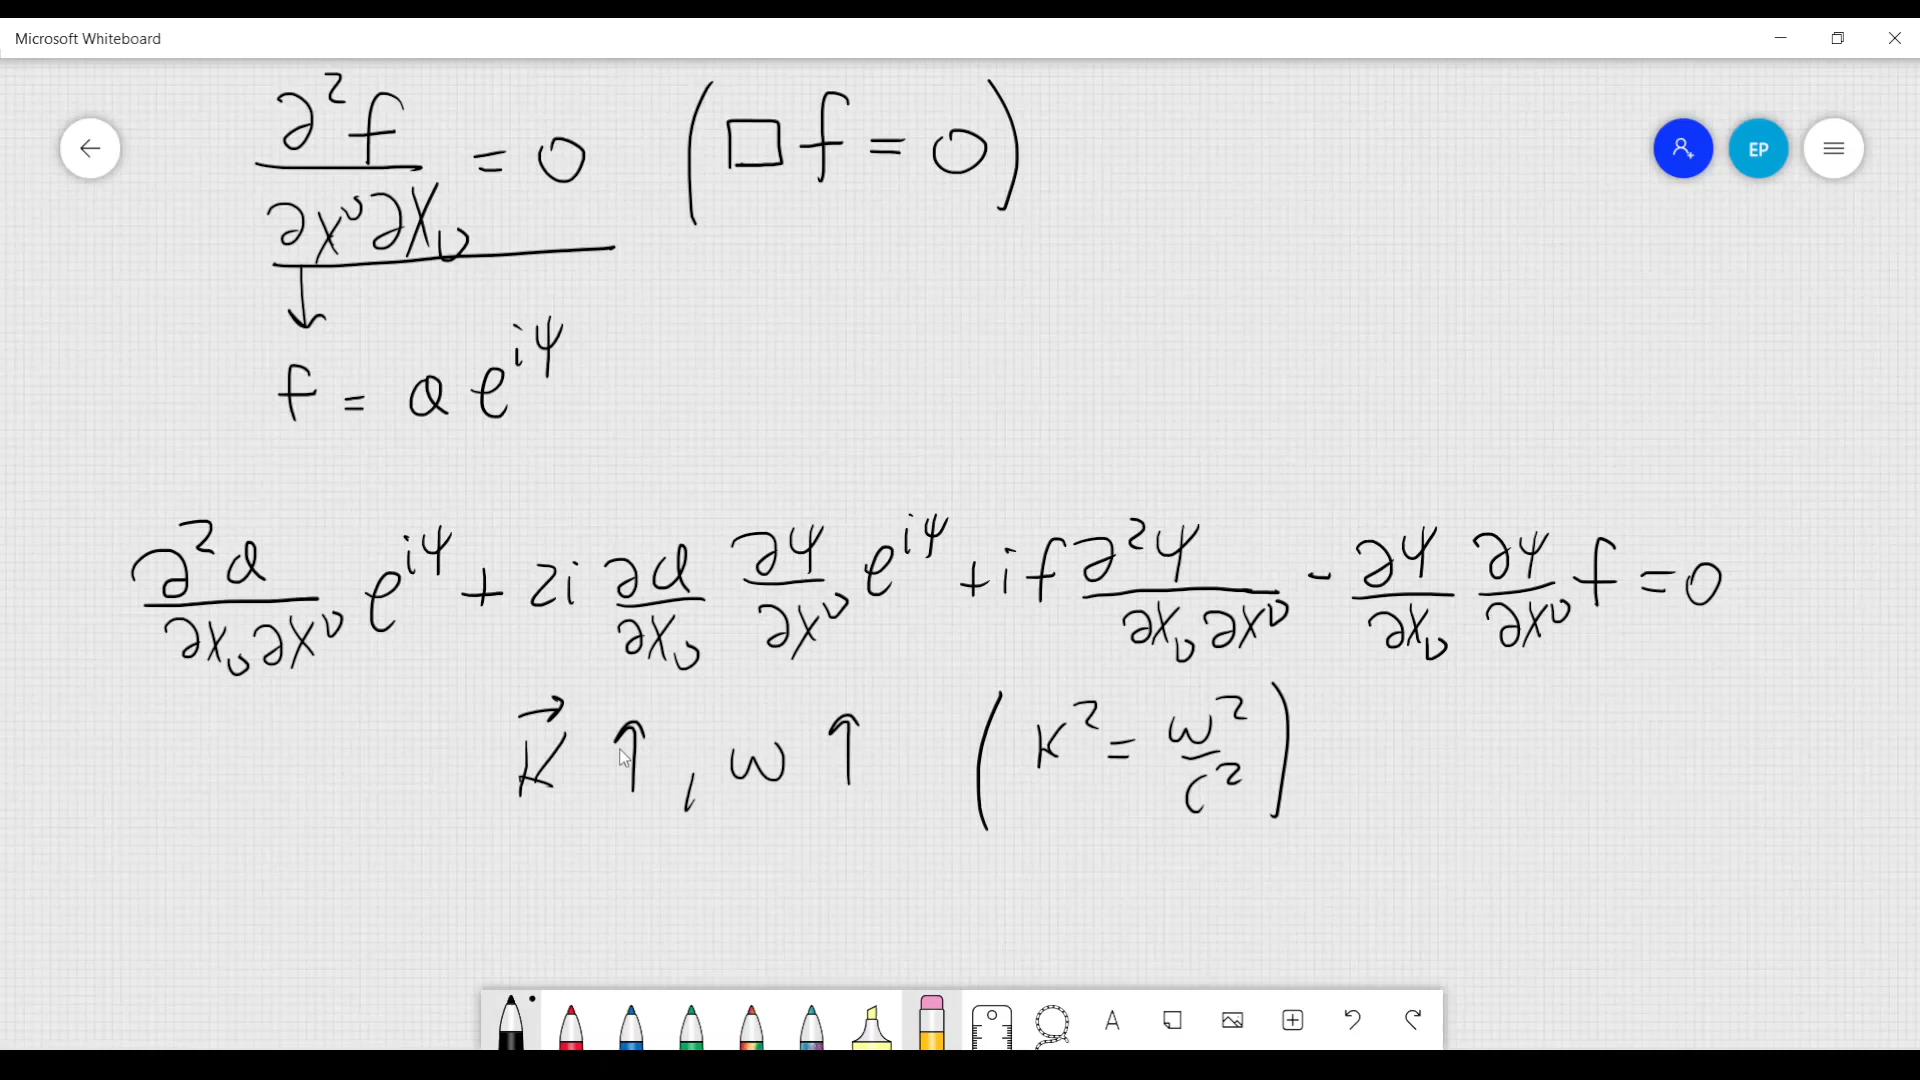 Microsoft Whiteboard
∂²f/∂x^ν∂x_ν = 0 (□f = 0)
EP
f = a e^{iψ}
∂²a/∂x_ν∂x^ν e^{iψ} + 2i ∂a/∂x_ν ∂ψ/∂x^ν e^{iψ} + i f ∂²ψ/∂x_ν∂x^ν - ∂ψ/∂x_ν ∂ψ/∂x^ν f = 0
k⃗ ↑, ω ↑ (k² = ω²/c²)
A